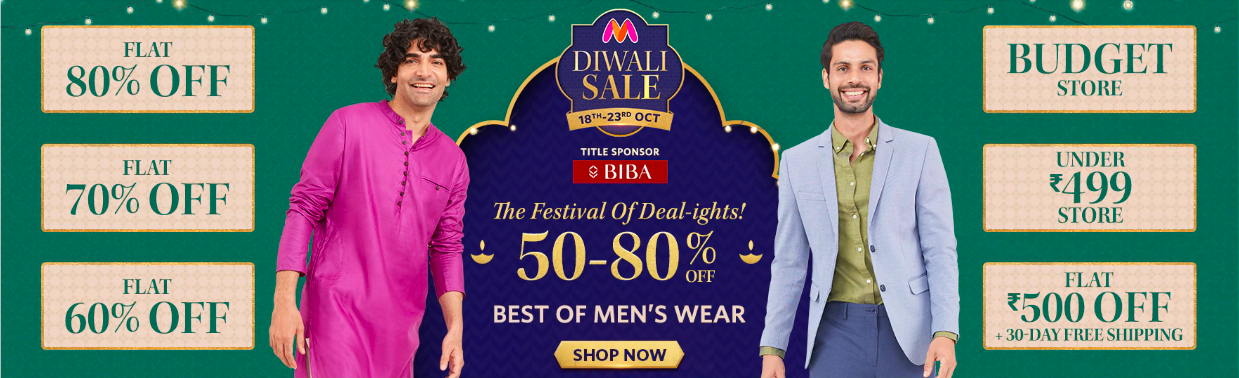 FLAT
80% OFF
FLAT
70% OFF
FLAT
60% OFF
DIWALI
SALE
18TH-23RD OCT
TITLE SPONSOR
BIBA
The Festival Of Deal-ights!
50-80% OFF
BEST OF MEN'S WEAR
SHOP NOW
BUDGET
STORE
UNDER
₹499
STORE
FLAT
₹500 OFF
+ 30-DAY FREE SHIPPING